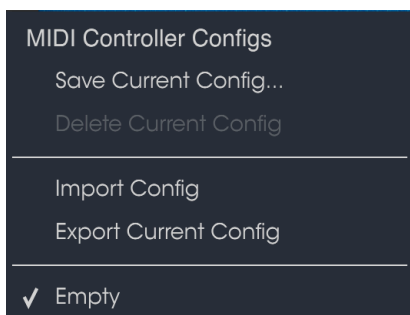 MIDI Controller Configs
Save Current Config...
Delete Current Config
Import Config
Export Current Config
✓ Empty